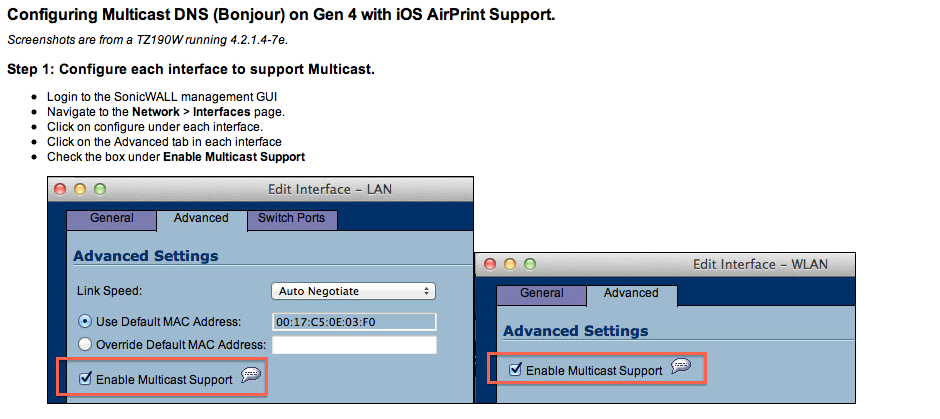 Configuring Multicast DNS (Bonjour) on Gen 4 with iOS AirPrint Support.
Screenshots are from a TZ190W running 4.2.1.4-7e.
Step 1: Configure each interface to support Multicast.
Login to the SonicWALL management GUI
Navigate to the Network > Interfaces page.
Click on configure under each interface.
Click on the Advanced tab in each interface
Check the box under Enable Multicast Support
Edit Interface - LAN
General Advanced Switch Ports
Advanced Settings
Link Speed: Auto Negotiate
Use Default MAC Address: 00:17:C5:0E:03:F0
Override Default MAC Address:
Enable Multicast Support
Edit Interface - WLAN
General Advanced
Advanced Settings
Enable Multicast Support